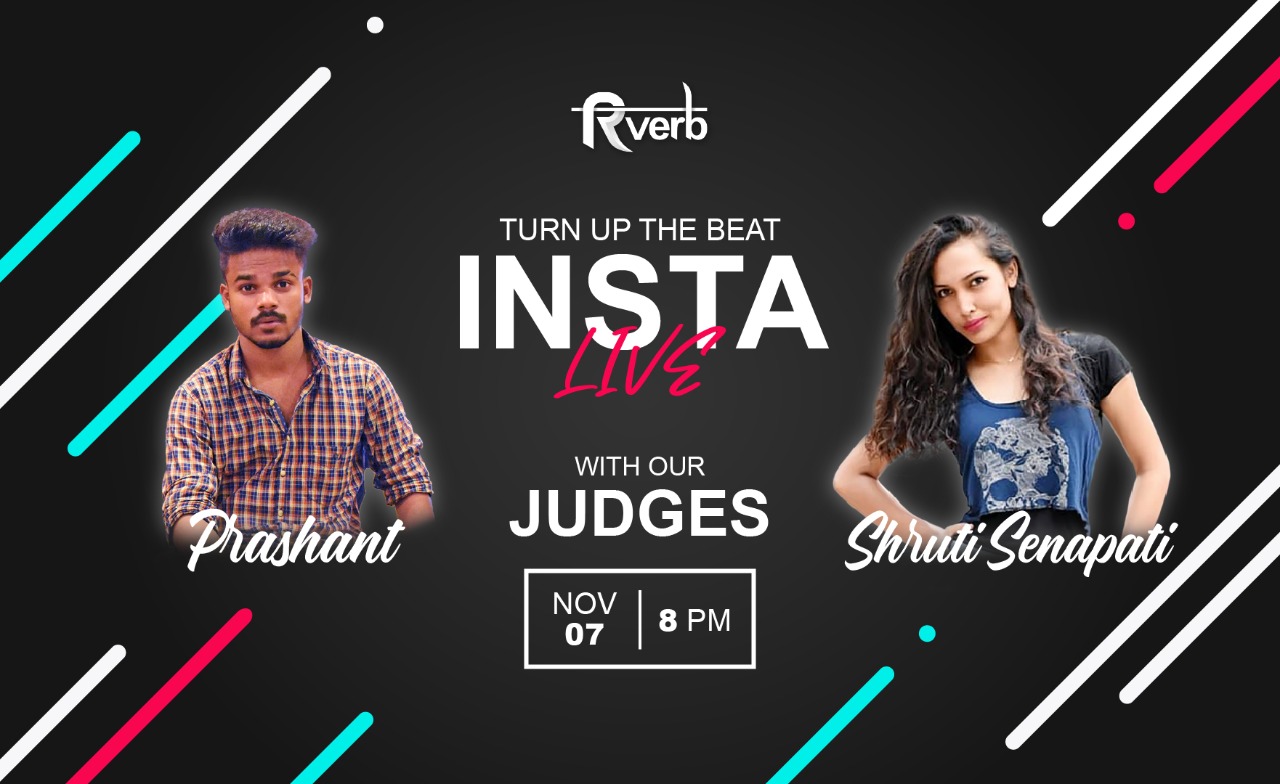 Rverb
TURN UP THE BEAT
INSTA
LIVE
WITH OUR
JUDGES
Prashant
Shruti Senapati
NOV
07
8 PM